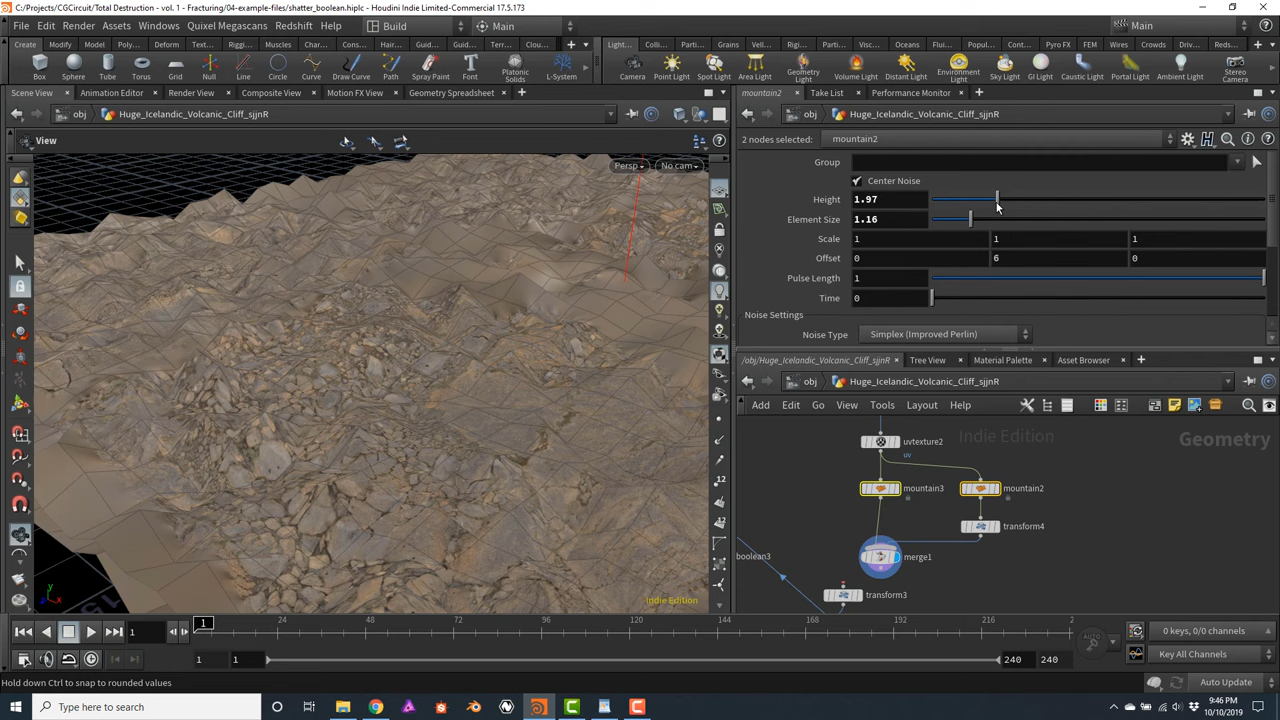 C:/Projects/CGCircuit/Total Destruction - vol. 1 - Fracturing/04-example-files/shatter_boolean.hiplc - Houdini Indie Limited-Commercial 17.5.173
File Edit Render Assets Windows Quixel Megascans Redshift Help Build Main Main
Create Modify Model Poly... Deform Text... Riggi... Muscles Char... Cons... Hair... Guid... Guid... Terr... Clou... Light... Colli... Parti... Grains Vell... Rigi... Parti... Visc... Oceans Flui... Popul... Cont... Pyro FX FEM Wires Crowds Driv... Reds...
Box Sphere Tube Torus Grid Null Line Circle Curve Draw Curve Path Spray Paint Font Platonic Solids L-System Camera Point Light Spot Light Area Light Geometry Light Volume Light Distant Light Environment Light Sky Light GI Light Caustic Light Portal Light Ambient Light Stereo Camera
Scene View Animation Editor Render View Composite View Motion FX View Geometry Spreadsheet mountain2 Take List Performance Monitor
obj Huge_Icelandic_Volcanic_Cliff_sjjnR obj Huge_Icelandic_Volcanic_Cliff_sjjnR
View
2 nodes selected: mountain2
Persp No cam
Group
Center Noise
Height 1.97
Element Size 1.16
Scale 1 1 1
Offset 0 6 0
Pulse Length 1
Time 0
Noise Settings
Noise Type Simplex (Improved Perlin)
/obj/Huge_Icelandic_Volcanic_Cliff_sjjnR Tree View Material Palette Asset Browser
obj Huge_Icelandic_Volcanic_Cliff_sjjnR
Add Edit Go View Tools Layout Help
Indie Edition Geometry
uvtexture2
uv
mountain3 mountain2
transform4
boolean3 merge1
transform3
12
12
Indie Edition
1 1 24 48 72 96 120 144 168 192 216 2
AUTO
0 keys, 0/0 channels
1 1 240 240 Key All Channels
Hold down Ctrl to snap to rounded values Auto Update
Type here to search
9:46 PM
10/10/2019